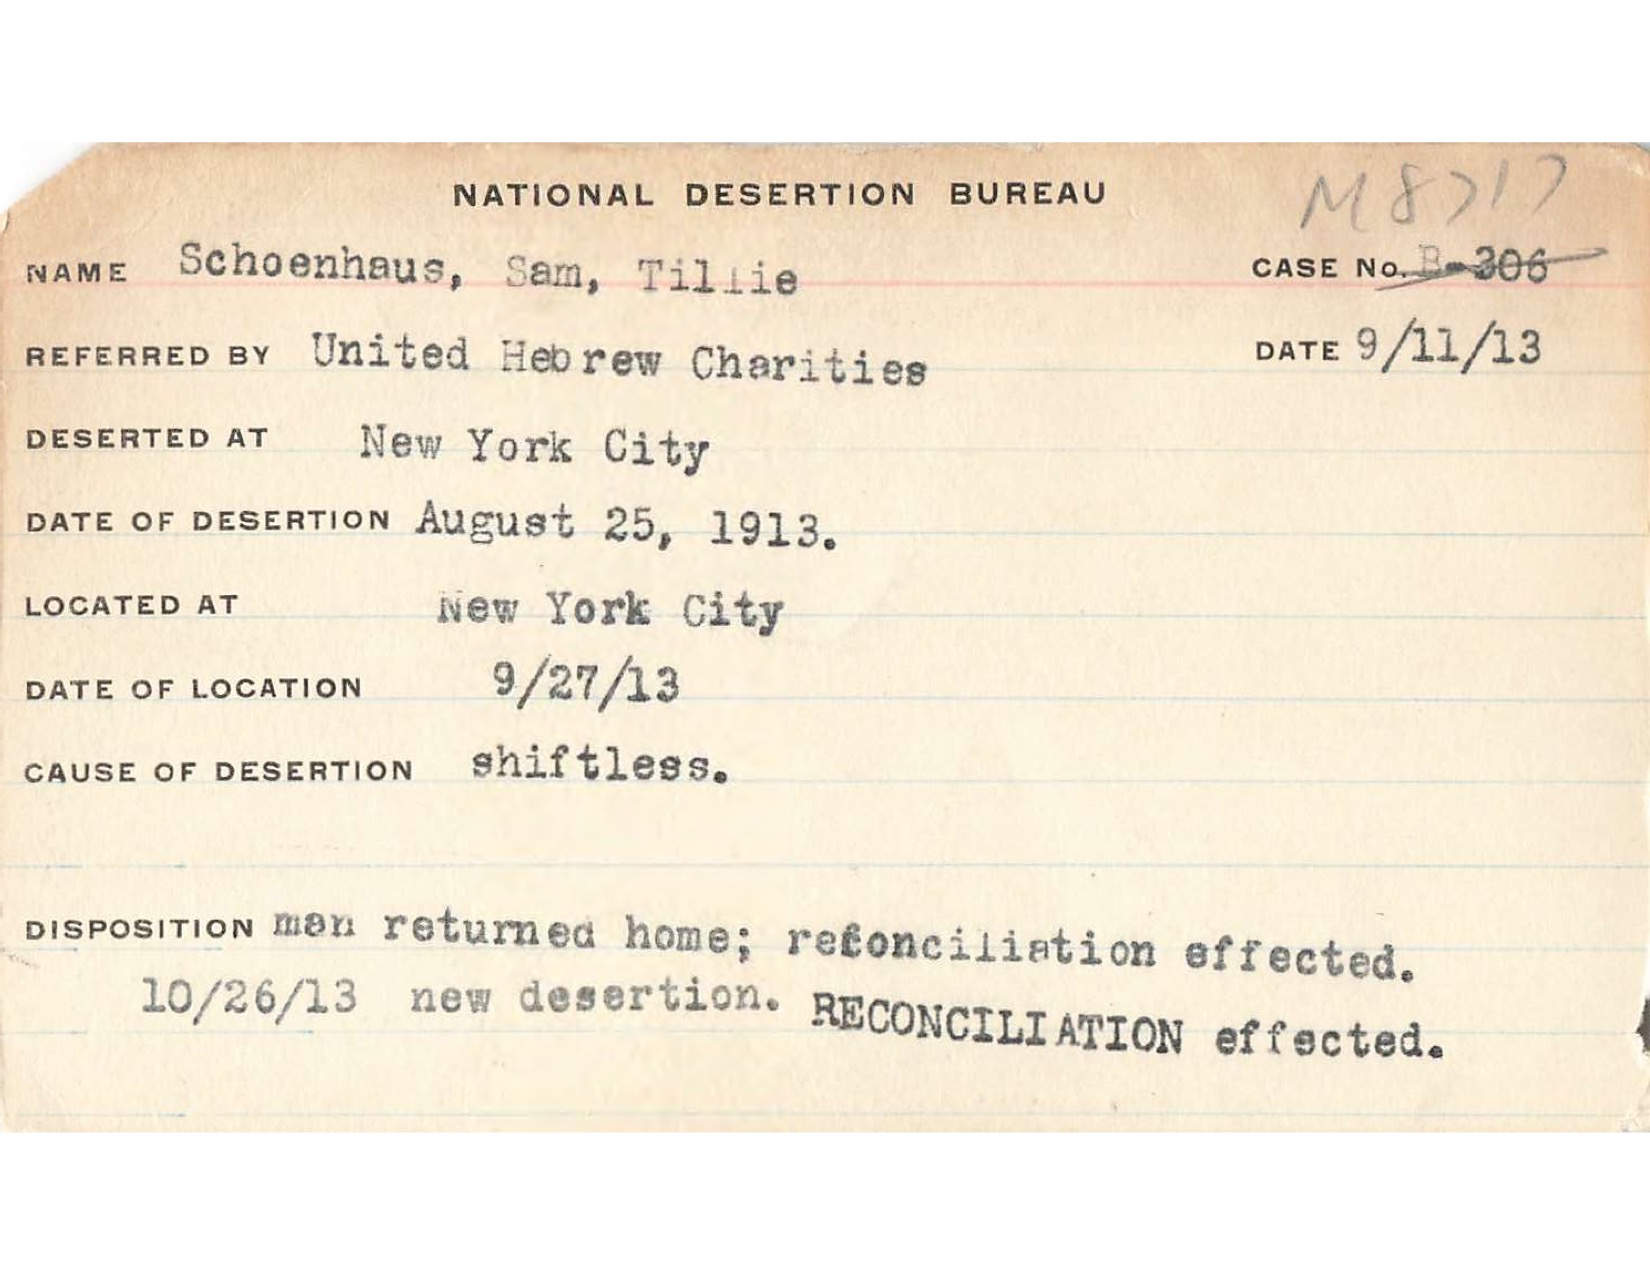 NATIONAL DESERTION BUREAU M8717
NAME Schoenhaus, Sam, Tillie CASE No. B-306
REFERRED BY United Hebrew Charities DATE 9/11/13
DESERTED AT New York City
DATE OF DESERTION August 25, 1913.
LOCATED AT New York City
DATE OF LOCATION 9/27/13
CAUSE OF DESERTION shiftless.
DISPOSITION man returned home; reconciliation effected.
10/26/13 new desertion. RECONCILIATION effected.